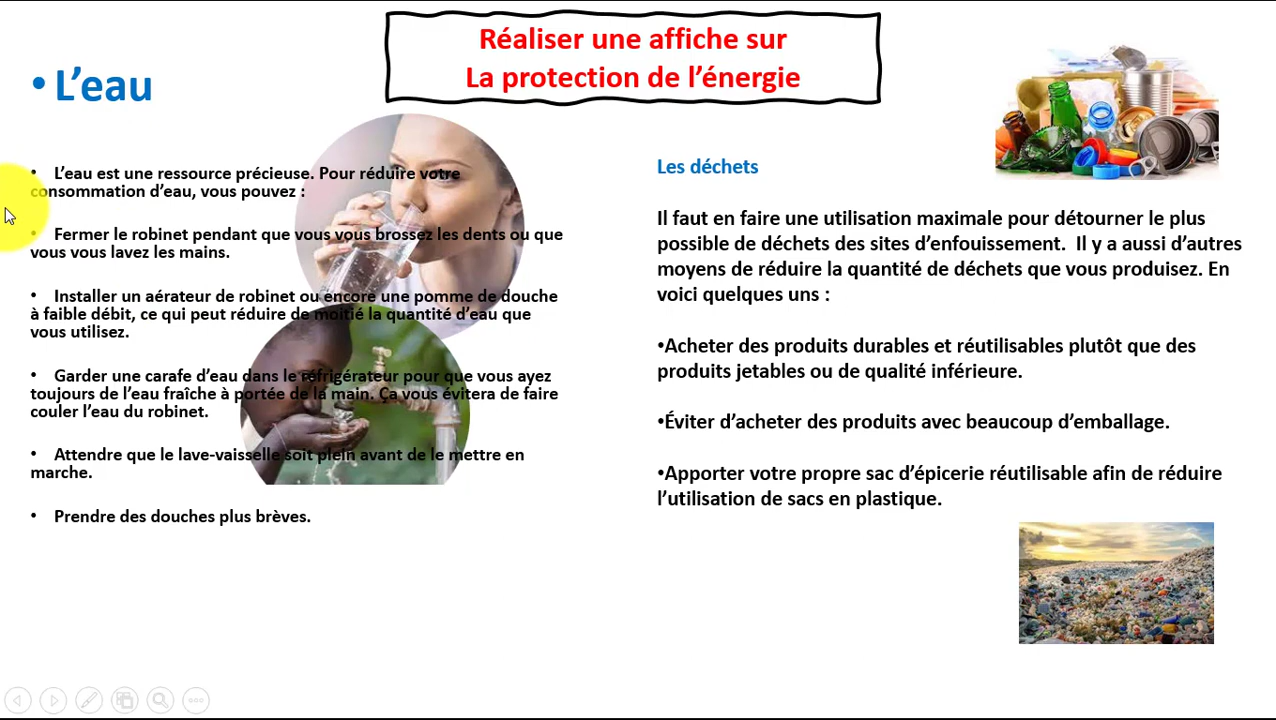 Réaliser une affiche sur
La protection de l’énergie
• L’eau
• L’eau est une ressource précieuse. Pour réduire votre
consommation d’eau, vous pouvez :
• Fermer le robinet pendant que vous vous brossez les dents ou que
vous vous lavez les mains.
• Installer un aérateur de robinet ou encore une pomme de douche
à faible débit, ce qui peut réduire de moitié la quantité d’eau que
vous utilisez.
• Garder une carafe d’eau dans le réfrigérateur pour que vous ayez
toujours de l’eau fraîche à portée de la main. Ça vous évitera de faire
couler l’eau du robinet.
• Attendre que le lave-vaisselle soit plein avant de le mettre en
marche.
• Prendre des douches plus brèves.
Les déchets
Il faut en faire une utilisation maximale pour détourner le plus
possible de déchets des sites d’enfouissement. Il y a aussi d’autres
moyens de réduire la quantité de déchets que vous produisez. En
voici quelques uns :
•Acheter des produits durables et réutilisables plutôt que des
produits jetables ou de qualité inférieure.
•Éviter d’acheter des produits avec beaucoup d’emballage.
•Apporter votre propre sac d’épicerie réutilisable afin de réduire
l’utilisation de sacs en plastique.